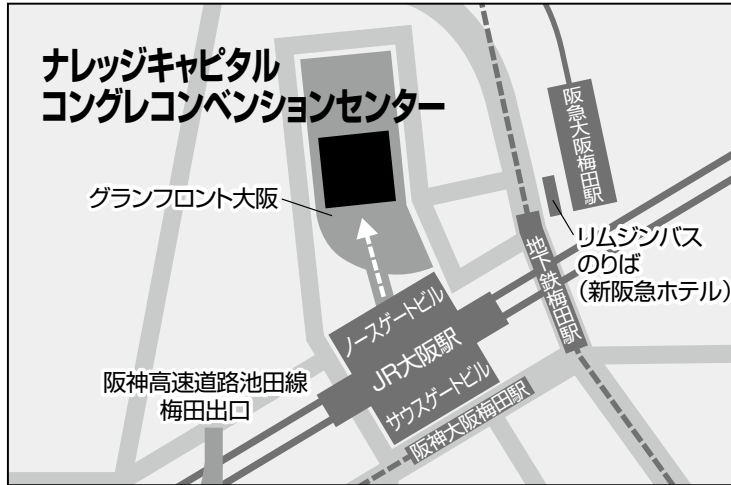 ナレッジキャピタル
コングレコンベンションセンター
グランフロント大阪
阪急大阪梅田駅
リムジンバス
のりば
（新阪急ホテル）
地下鉄梅田駅
ノースゲートビル
JR大阪駅
サウスゲートビル
阪神大阪梅田駅
阪神高速道路池田線
梅田出口